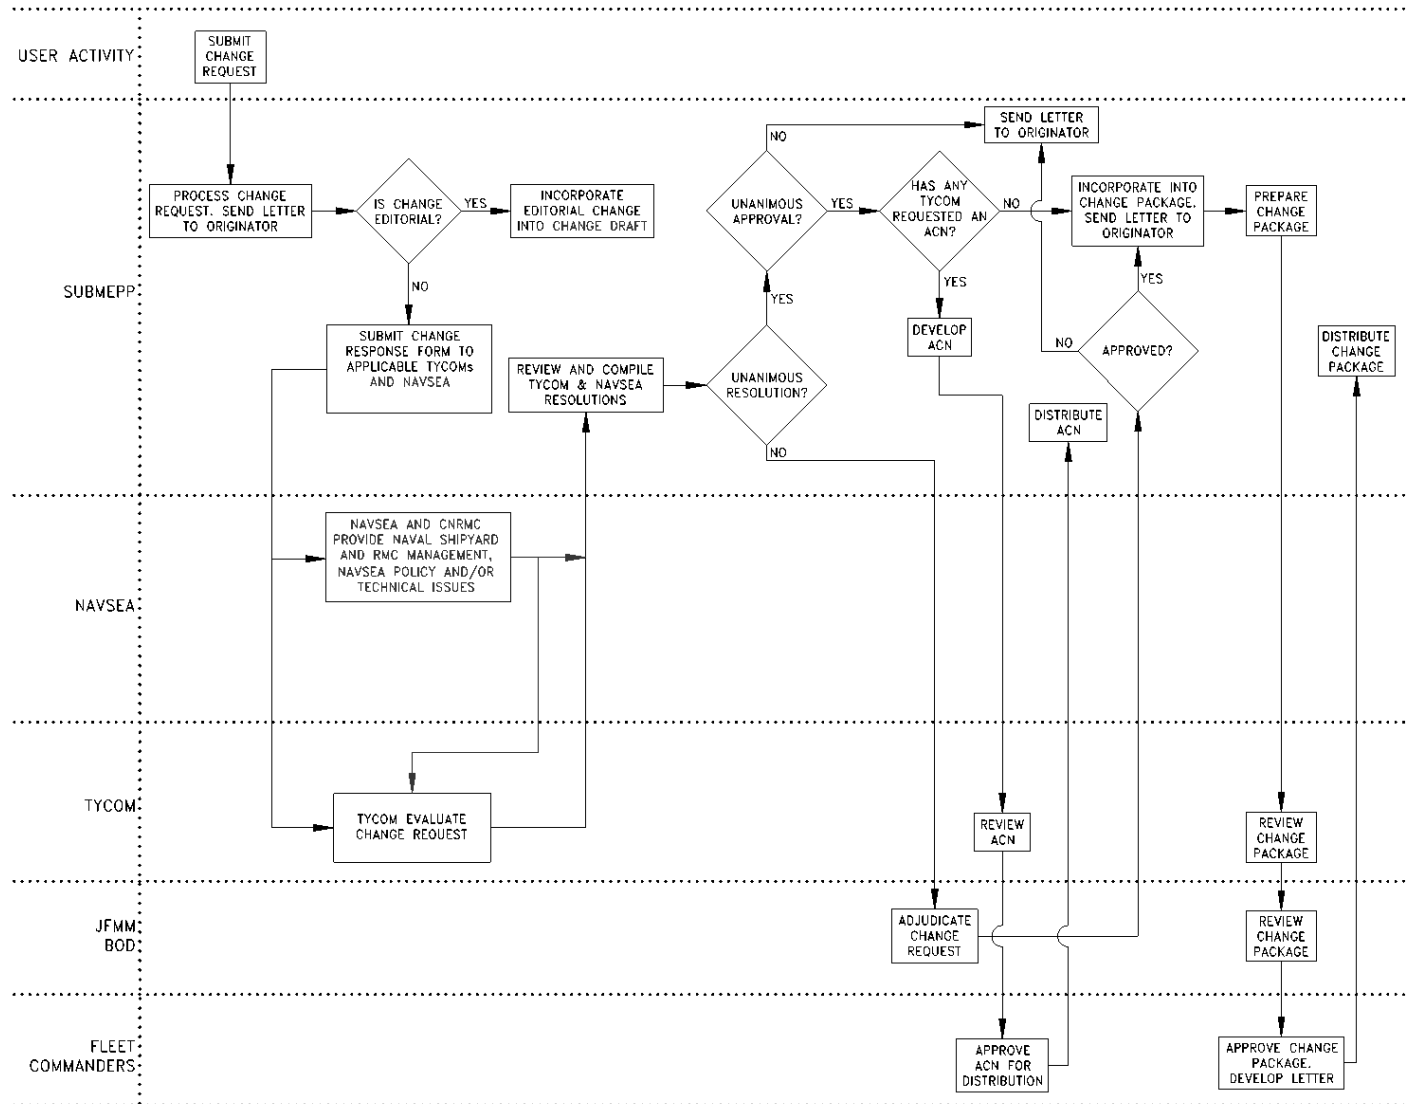 USER ACTIVITY
SUBMIT
CHANGE
REQUEST
SUBMEPP
PROCESS CHANGE
REQUEST. SEND LETTER
TO ORIGINATOR
IS CHANGE
EDITORIAL?
YES
INCORPORATE
EDITORIAL CHANGE
INTO CHANGE DRAFT
NO
SUBMIT CHANGE
RESPONSE FORM TO
APPLICABLE TYCOMs
AND NAVSEA
REVIEW AND COMPILE
TYCOM & NAVSEA
RESOLUTIONS
UNANIMOUS
RESOLUTION?
YES
NO
UNANIMOUS
APPROVAL?
NO
YES
SEND LETTER
TO ORIGINATOR
HAS ANY
TYCOM
REQUESTED AN
ACN?
NO
YES
DEVELOP
ACN
INCORPORATE INTO
CHANGE PACKAGE.
SEND LETTER TO
ORIGINATOR
YES
NO
APPROVED?
PREPARE
CHANGE
PACKAGE
DISTRIBUTE
CHANGE
PACKAGE
DISTRIBUTE
ACN
NAVSEA
NAVSEA AND CNRMC
PROVIDE NAVAL SHIPYARD
AND RMC MANAGEMENT,
NAVSEA POLICY AND/OR
TECHNICAL ISSUES
TYCOM
TYCOM EVALUATE
CHANGE REQUEST
REVIEW
ACN
REVIEW
CHANGE
PACKAGE
JFMM
BOD
ADJUDICATE
CHANGE
REQUEST
REVIEW
CHANGE
PACKAGE
FLEET
COMMANDERS
APPROVE
ACN FOR
DISTRIBUTION
APPROVE CHANGE
PACKAGE.
DEVELOP LETTER